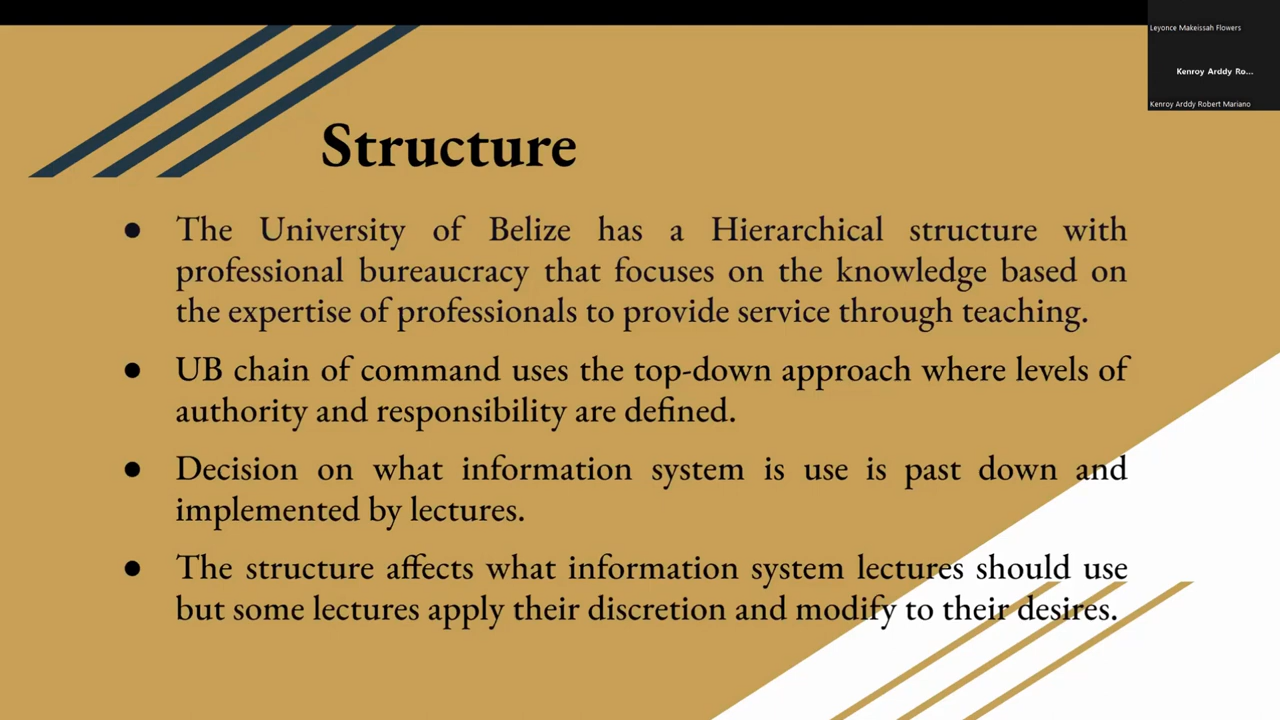 Leyonce Makeissah Flowers
Kenroy Arddy Ro...
Kenroy Arddy Robert Mariano
Structure
● The University of Belize has a Hierarchical structure with
professional bureaucracy that focuses on the knowledge based on
the expertise of professionals to provide service through teaching.
● UB chain of command uses the top-down approach where levels of
authority and responsibility are defined.
● Decision on what information system is use is past down and
implemented by lectures.
● The structure affects what information system lectures should use
but some lectures apply their discretion and modify to their desires.